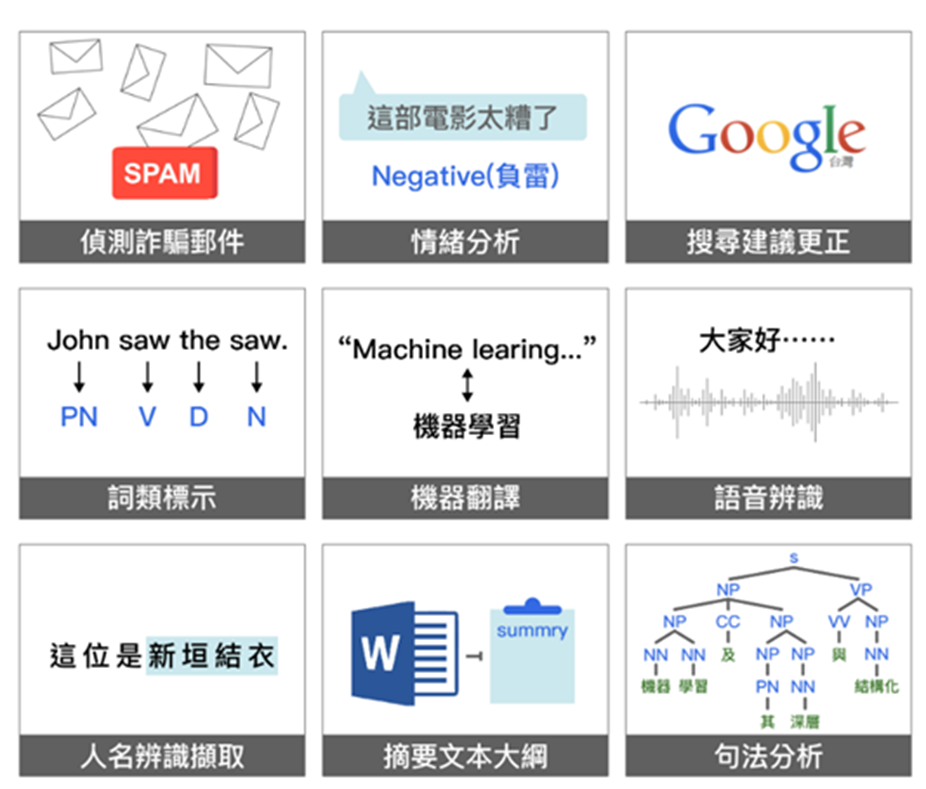 SPAM
偵測詐騙郵件
這部電影太糟了
Negative(負雷)
情緒分析
Google
台灣
搜尋建議更正
John saw the saw.
PN V D N
詞類標示
“Machine learing...”
機器學習
機器翻譯
大家好⋯⋯
語音辨識
這位是新垣結衣
人名辨識擷取
W
summry
摘要文本大綱
s
NP VP
NP CC NP VV NP
NN NN 及 NP NP 與 NN
機器 學習 PN NN 結構化
其 深層
句法分析